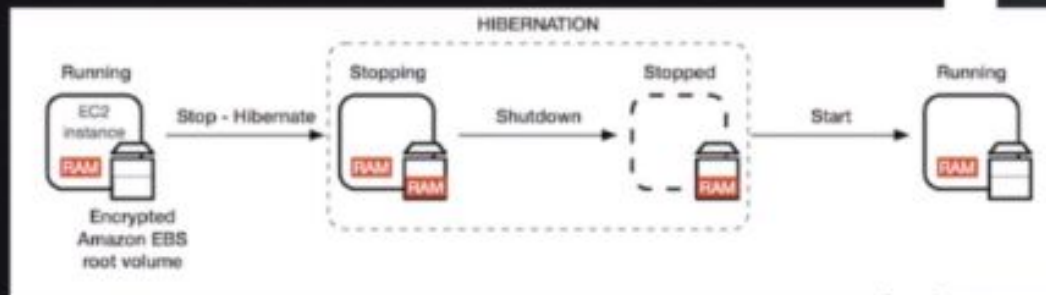 HIBERNATION
Running
Stopping
Stopped
Running
EC2
instance
RAM
Stop - Hibernate
RAM
RAM
Shutdown
RAM
Start
RAM
Encrypted
Amazon EBS
root volume